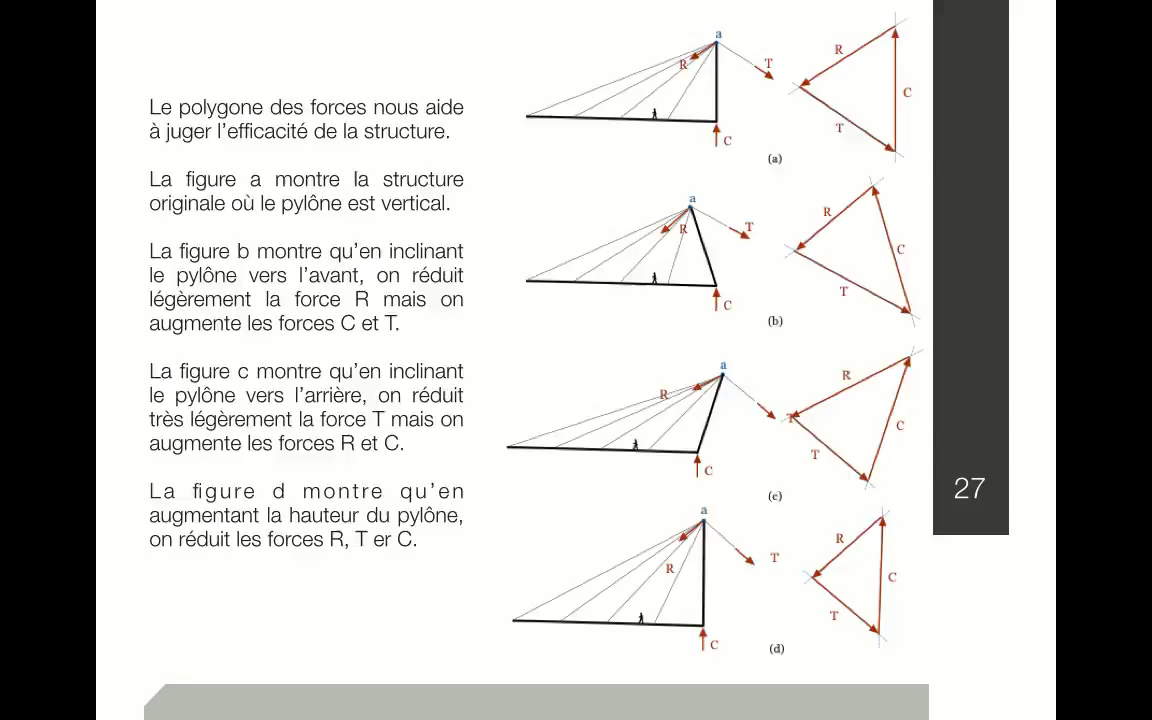 Le polygone des forces nous aide
à juger l'efficacité de la structure.
La figure a montre la structure
originale où le pylône est vertical.
La figure b montre qu'en inclinant
le pylône vers l'avant, on réduit
légèrement la force R mais on
augmente les forces C et T.
La figure c montre qu'en inclinant
le pylône vers l'arrière, on réduit
très légèrement la force T mais on
augmente les forces R et C.
La figure d montre qu'en
augmentant la hauteur du pylône,
on réduit les forces R, T er C.
a
R
T
C
R
C
T
(a)
a
R
T
C
R
C
T
(b)
a
R
T
C
R
C
T
(c)
a
R
T
C
R
C
T
(d)
27